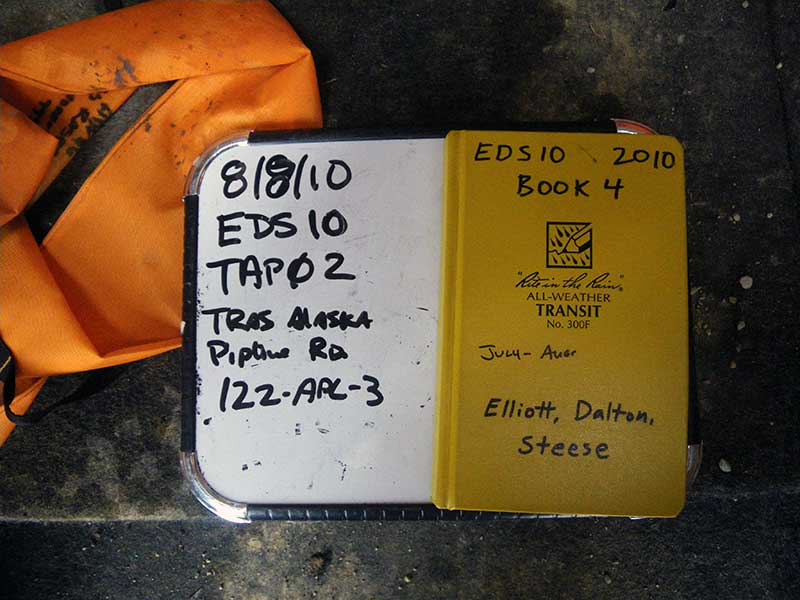 8/8/10
EDS10
TAPØ2
TRAS ALASKA
Pipline RD
122-APL-3
EDS10 2010
BOOK 4
"Rite in the Rain"
ALL-WEATHER
TRANSIT
No. 300F
July - Aug
Elliott, Dalton,
Steese